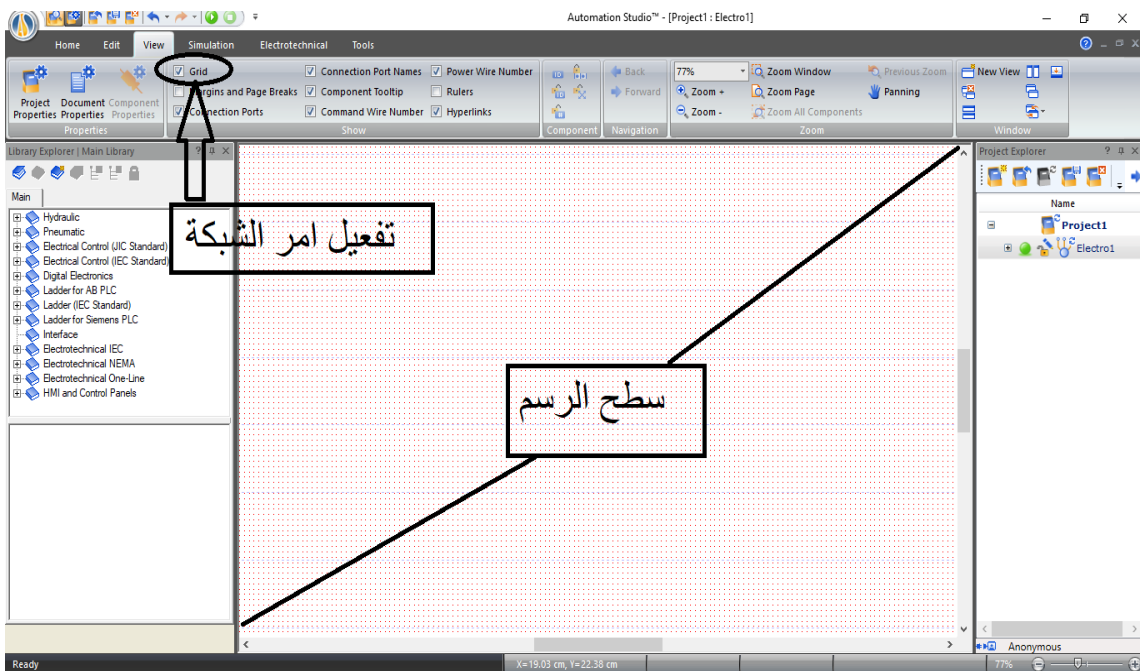 Automation Studio™ - [Project1 : Electro1]
Home Edit View Simulation Electrotechnical Tools
Grid Connection Port Names Power Wire Number Back 77% Zoom Window Previous Zoom New View
Project Properties Document Properties Component Properties Margins and Page Breaks Component Tooltip Rulers Forward Zoom + Zoom Page Panning
Connection Ports Command Wire Number Hyperlinks Zoom - Zoom All Components
Properties Show Component Navigation Zoom Window
Library Explorer | Main Library
Main
Hydraulic
Pneumatic
Electrical Control (JIC Standard)
Electrical Control (IEC Standard)
Digital Electronics
Ladder for AB PLC
Ladder (IEC Standard)
Ladder for Siemens PLC
Interface
Electrotechnical IEC
Electrotechnical NEMA
Electrotechnical One-Line
HMI and Control Panels
تفعيل امر الشبكة
سطح الرسم
Project Explorer
Name
Project1
Electro1
Anonymous
Ready X=19.03 cm, Y=22.38 cm 77%